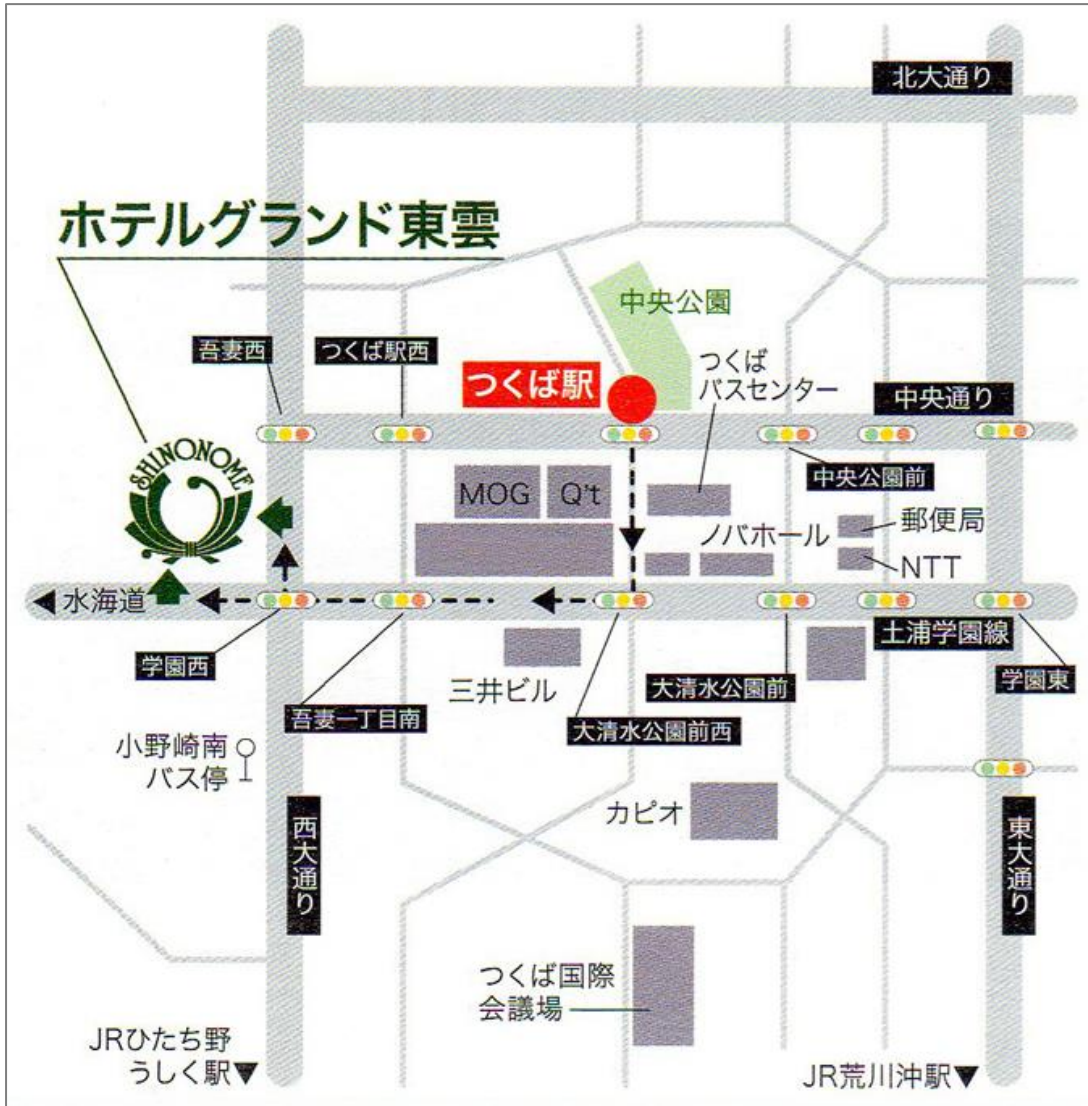 北大通り
ホテルグランド東雲
中央公園
吾妻西
つくば駅西
つくば駅
つくば
バスセンター
中央通り
SHINONOME
MOG
Q't
中央公園前
ノバホール
郵便局
NTT
水海道
土浦学園線
学園西
三井ビル
大清水公園前
学園東
吾妻一丁目南
大清水公園前西
小野崎南
バス停
カピオ
西大通り
東大通り
つくば国際
会議場
JRひたち野
うしく駅▼
JR荒川沖駅▼